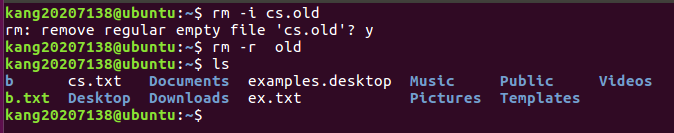 kang20207138@ubuntu:~$ rm -i cs.old
rm: remove regular empty file 'cs.old'? y
kang20207138@ubuntu:~$ rm -r  old
kang20207138@ubuntu:~$ ls
b      cs.txt   Documents  examples.desktop  Music     Public     Videos
b.txt  Desktop  Downloads  ex.txt            Pictures  Templates
kang20207138@ubuntu:~$